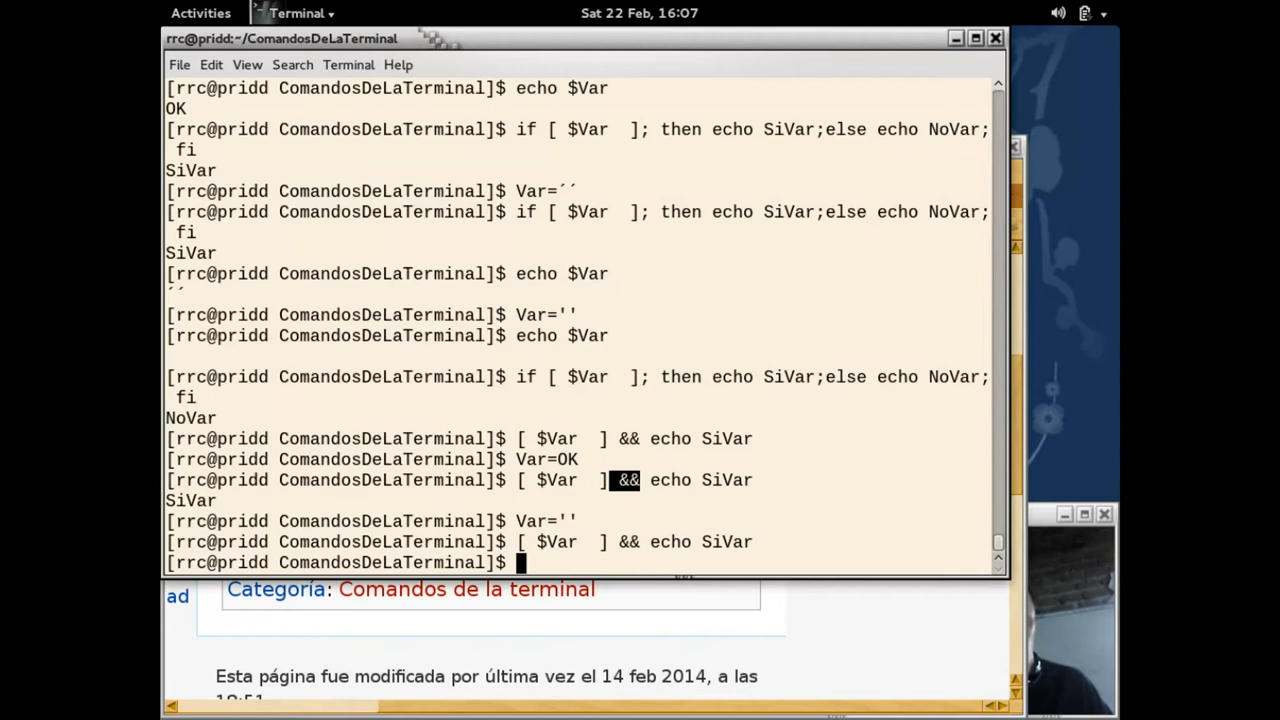 Activities Terminal Sat 22 Feb, 16:07
rrc@pridd:~/ComandosDeLaTerminal
File Edit View Search Terminal Help
[rrc@pridd ComandosDeLaTerminal]$ echo $Var
OK
[rrc@pridd ComandosDeLaTerminal]$ if [ $Var  ]; then echo SiVar;else echo NoVar;
 fi
SiVar
[rrc@pridd ComandosDeLaTerminal]$ Var=´´
[rrc@pridd ComandosDeLaTerminal]$ if [ $Var  ]; then echo SiVar;else echo NoVar;
 fi
SiVar
[rrc@pridd ComandosDeLaTerminal]$ echo $Var
´´
[rrc@pridd ComandosDeLaTerminal]$ Var=''
[rrc@pridd ComandosDeLaTerminal]$ echo $Var
[rrc@pridd ComandosDeLaTerminal]$ if [ $Var  ]; then echo SiVar;else echo NoVar;
 fi
NoVar
[rrc@pridd ComandosDeLaTerminal]$ [ $Var  ] && echo SiVar
[rrc@pridd ComandosDeLaTerminal]$ Var=OK
[rrc@pridd ComandosDeLaTerminal]$ [ $Var  ] && echo SiVar
SiVar
[rrc@pridd ComandosDeLaTerminal]$ Var=''
[rrc@pridd ComandosDeLaTerminal]$ [ $Var  ] && echo SiVar
[rrc@pridd ComandosDeLaTerminal]$
ad Categoría: Comandos de la terminal
Esta página fue modificada por última vez el 14 feb 2014, a las